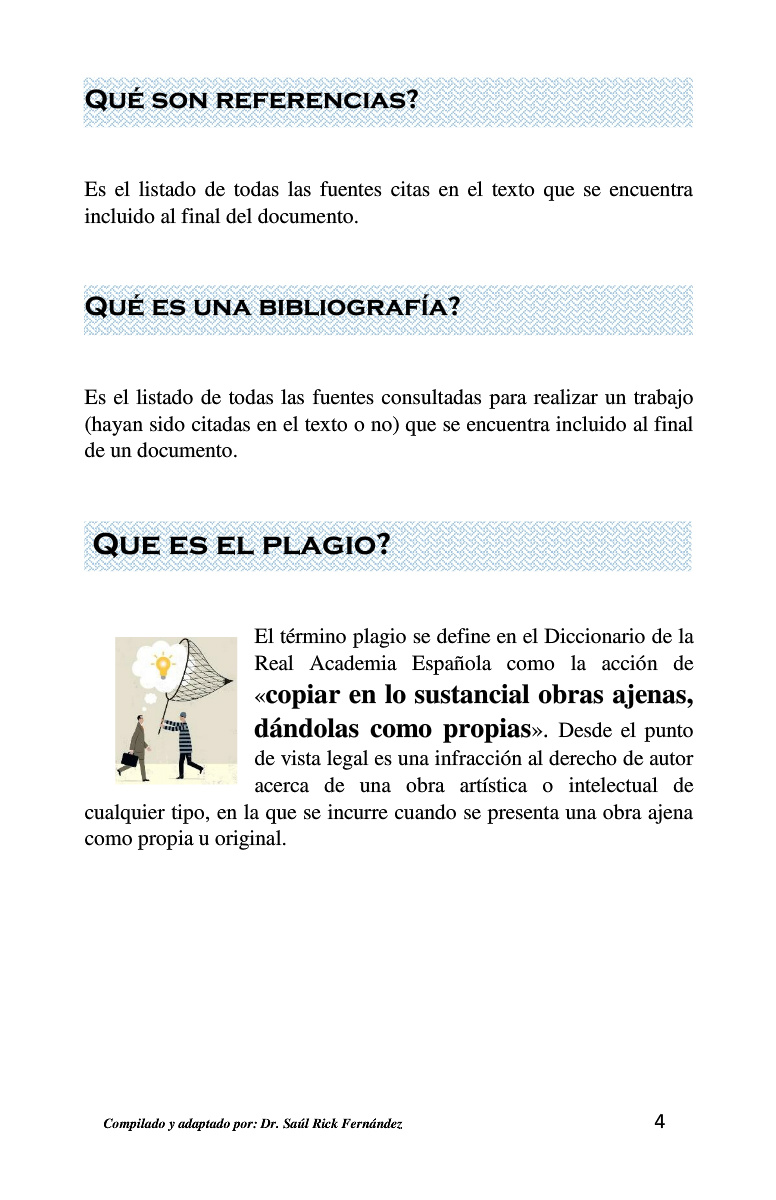 QUÉ SON REFERENCIAS?
Es el listado de todas las fuentes citas en el texto que se encuentra
incluido al final del documento.
QUÉ ES UNA BIBLIOGRAFÍA?
Es el listado de todas las fuentes consultadas para realizar un trabajo
(hayan sido citadas en el texto o no) que se encuentra incluido al final
de un documento.
QUE ES EL PLAGIO?
El término plagio se define en el Diccionario de la
Real Academia Española como la acción de
«copiar en lo sustancial obras ajenas,
dándolas como propias». Desde el punto
de vista legal es una infracción al derecho de autor
acerca de una obra artística o intelectual de
cualquier tipo, en la que se incurre cuando se presenta una obra ajena
como propia u original.
Compilado y adaptado por: Dr. Saúl Rick Fernández 4